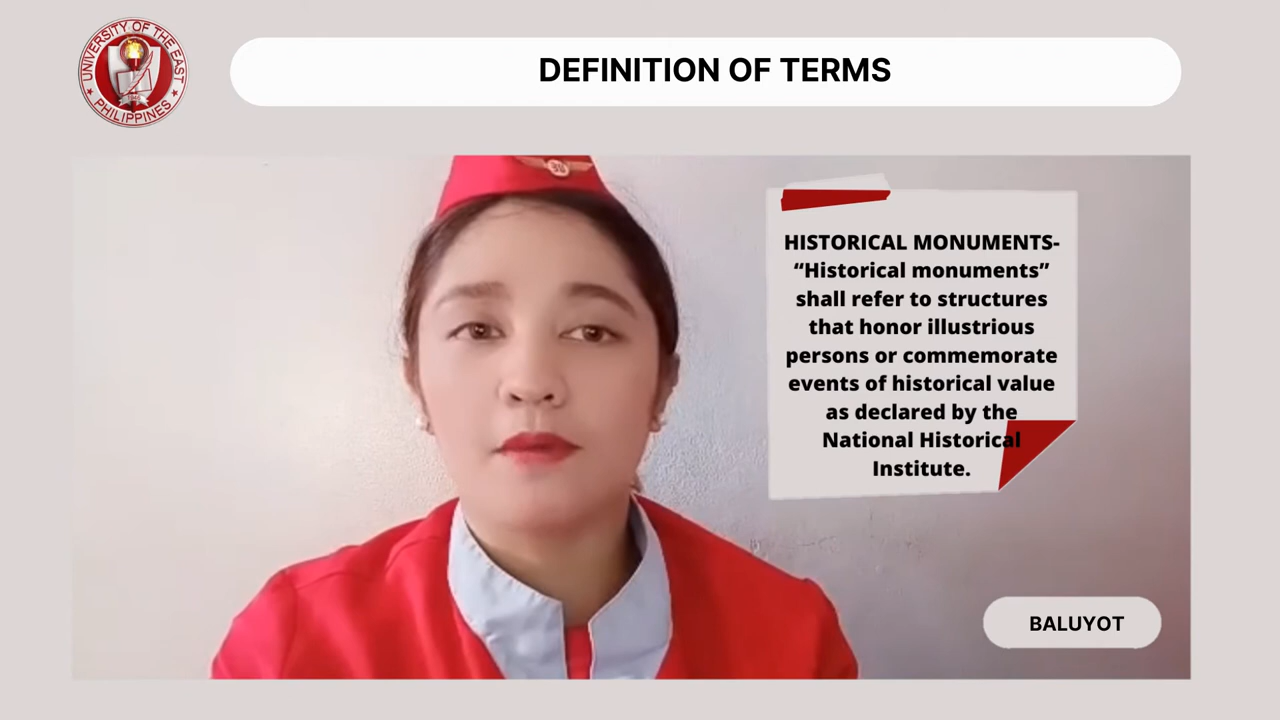 UNIVERSITY OF THE EAST
PHILIPPINES
1946
DEFINITION OF TERMS
HISTORICAL MONUMENTS-
“Historical monuments”
shall refer to structures
that honor illustrious
persons or commemorate
events of historical value
as declared by the
National Historical
Institute.
BALUYOT